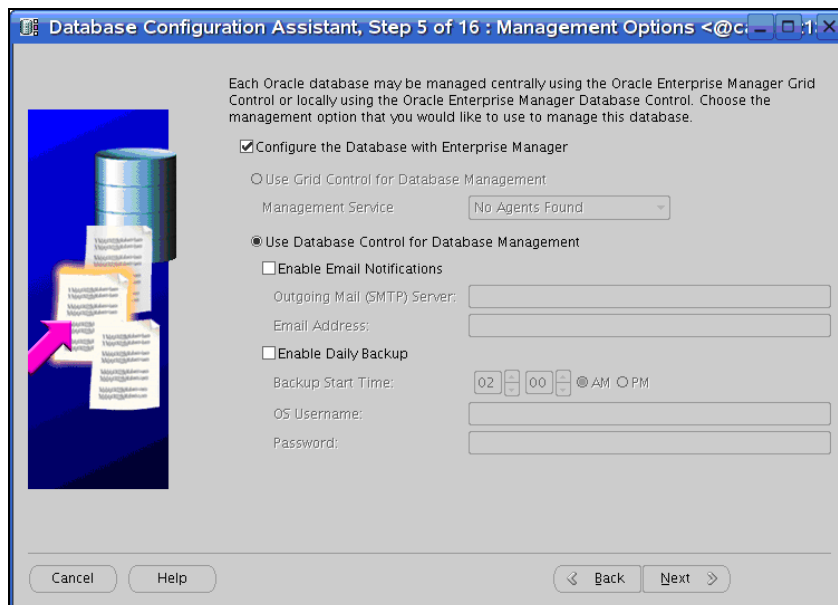 Database Configuration Assistant, Step 5 of 16 : Management Options <@c
Each Oracle database may be managed centrally using the Oracle Enterprise Manager Grid
Control or locally using the Oracle Enterprise Manager Database Control. Choose the
management option that you would like to use to manage this database.
Configure the Database with Enterprise Manager
Use Grid Control for Database Management
Management Service No Agents Found
Use Database Control for Database Management
Enable Email Notifications
Outgoing Mail (SMTP) Server:
Email Address:
Enable Daily Backup
Backup Start Time: 02 00 AM PM
OS Username:
Password:
Cancel Help Back Next